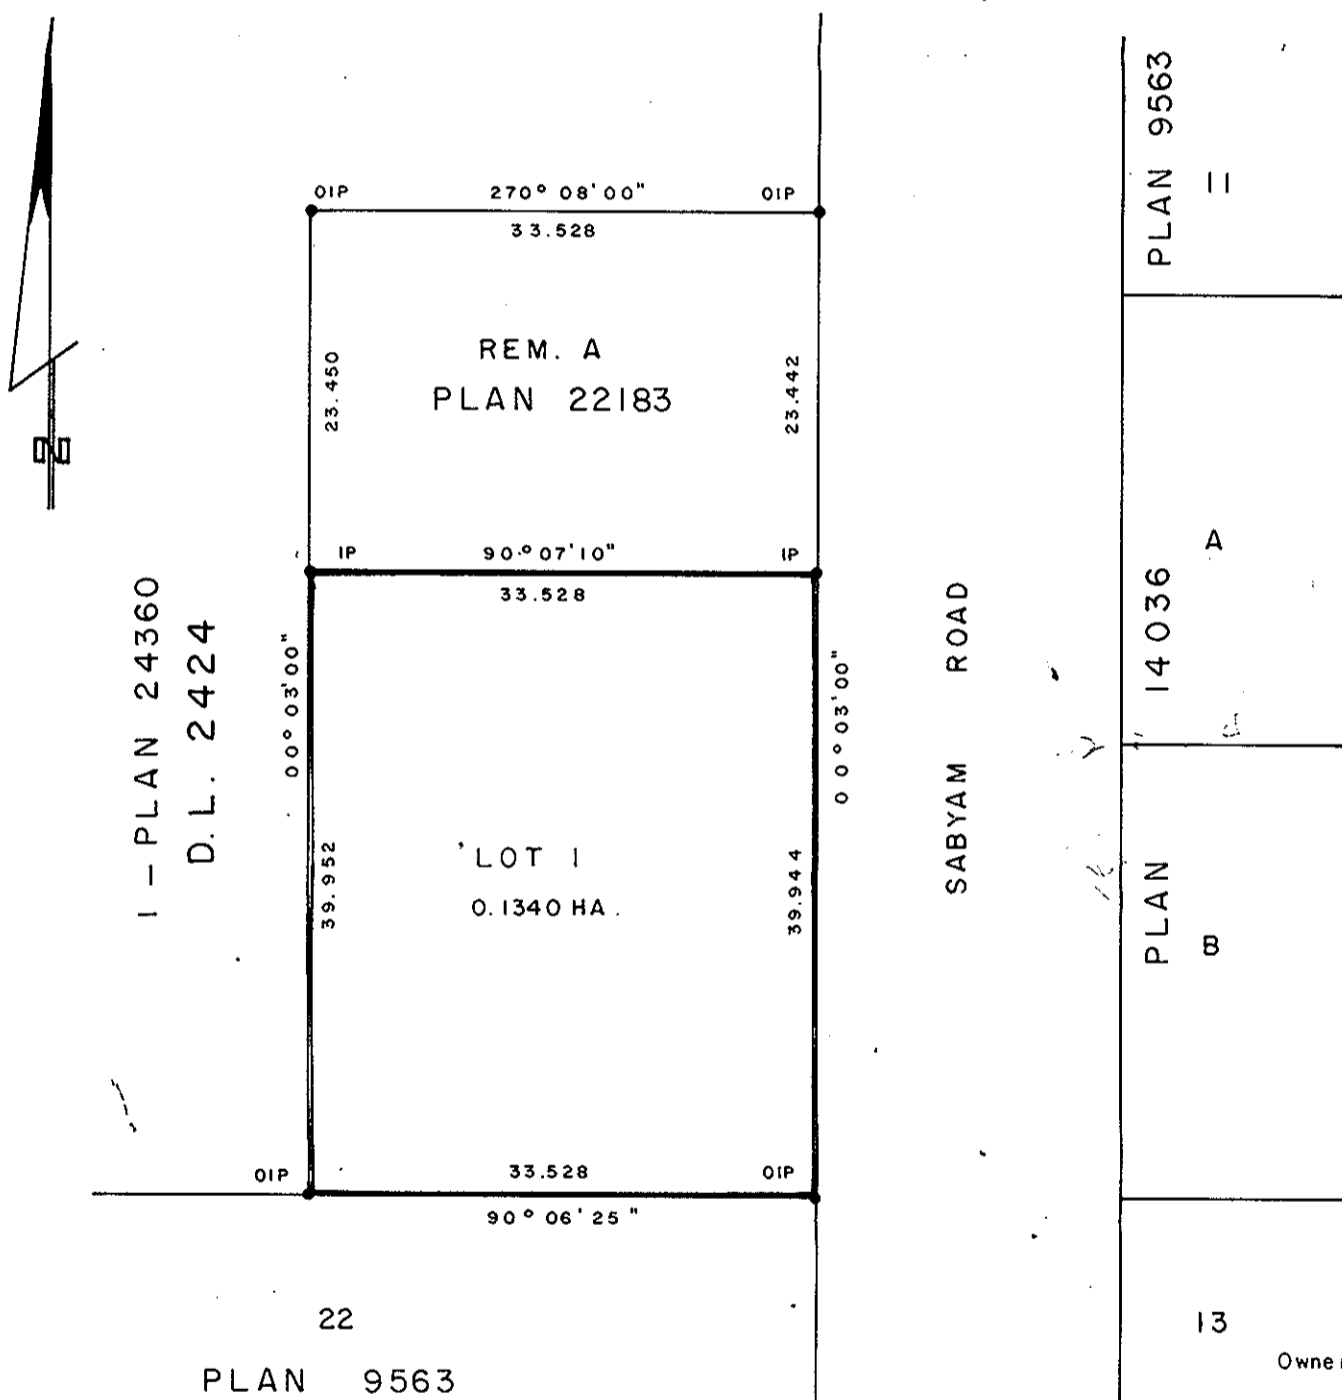 OIP 270° 08' 00" OIP
33.528
23.450
REM. A
PLAN 22183
23.442
N
IP 90° 07' 10" IP
33.528
1 - PLAN 24360
D.L. 2424
00° 03' 00"
39.952
LOT 1
0.1340 HA.
39.944
00° 03' 00"
SABYAM ROAD
OIP 33.528 OIP
90° 06' 25"
22
PLAN 9563
PLAN 9563
11
A
PLAN 14036
B
13
Owne